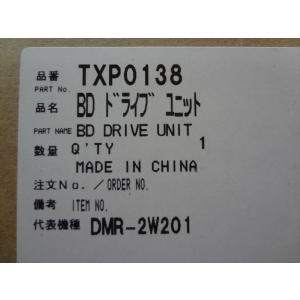 品番 TXP0138
PART No.
品名 BD ドライブ ユニット
PART NAME BD DRIVE UNIT
数量 Q'TY 1
MADE IN CHINA
注文No. /ORDER NO.
備考 ITEM NO.
代表機種 DMR-2W201